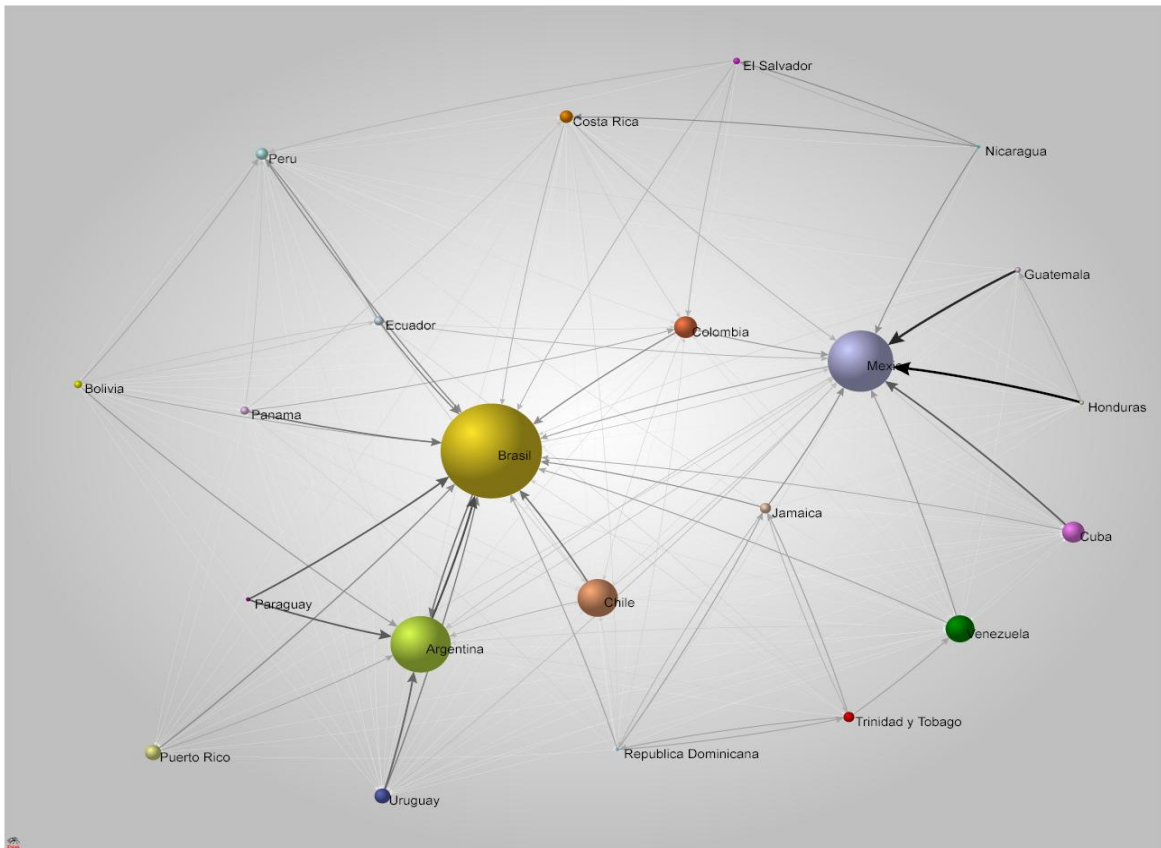 El Salvador
Costa Rica
Nicaragua
Peru
Guatemala
Ecuador
Colombia
Mexico
Bolivia
Panama
Honduras
Brasil
Jamaica
Cuba
Paraguay
Chile
Venezuela
Argentina
Trinidad y Tobago
Republica Dominicana
Puerto Rico
Uruguay